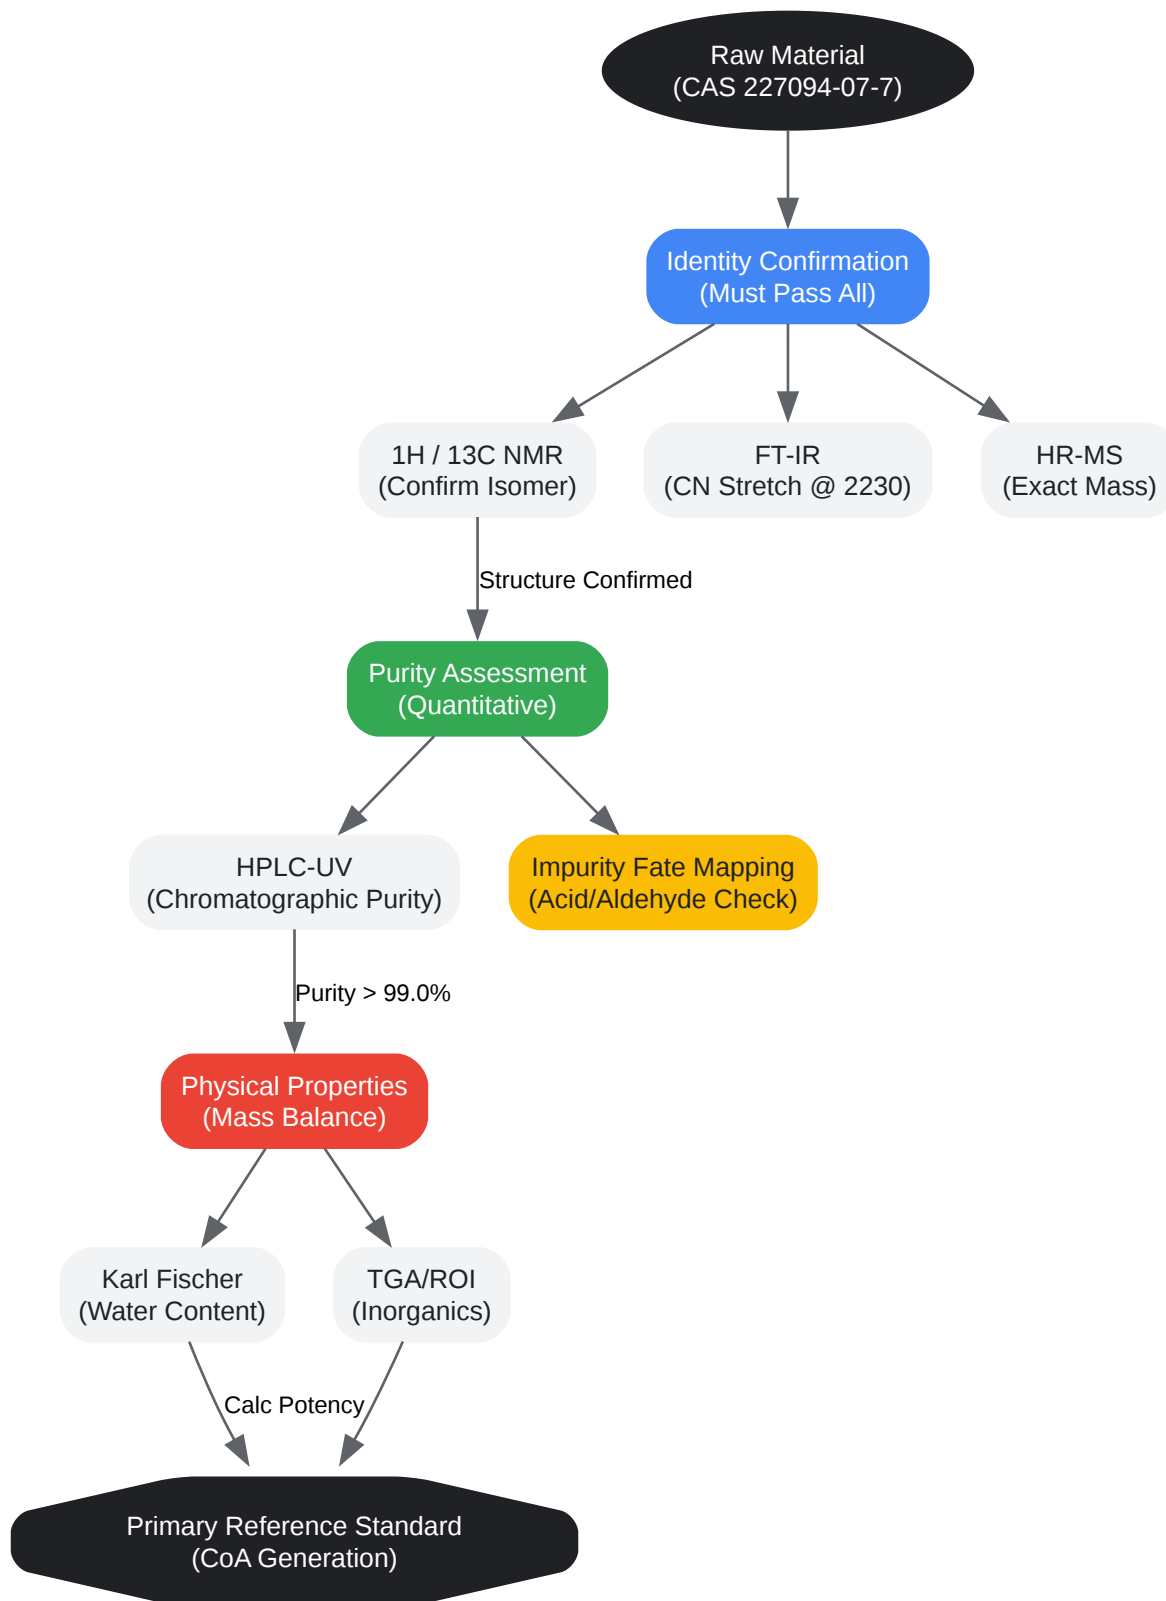 Raw Material
(CAS 227094-07-7)
Identity Confirmation
(Must Pass All)
1H / 13C NMR
(Confirm Isomer)
FT-IR
(CN Stretch @ 2230)
HR-MS
(Exact Mass)
Structure Confirmed
Purity Assessment
(Quantitative)
HPLC-UV
(Chromatographic Purity)
Impurity Fate Mapping
(Acid/Aldehyde Check)
Purity > 99.0%
Physical Properties
(Mass Balance)
Karl Fischer
(Water Content)
TGA/ROI
(Inorganics)
Calc Potency
Primary Reference Standard
(CoA Generation)